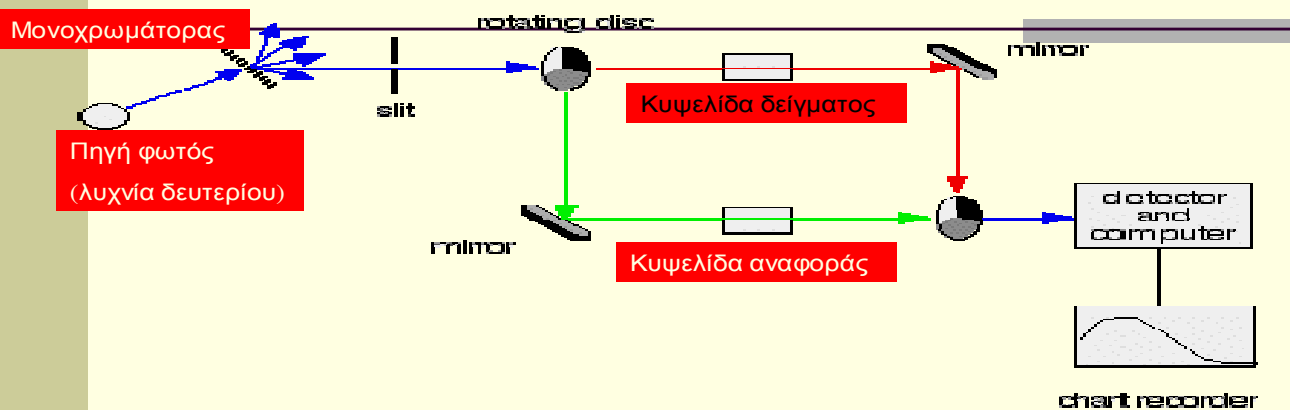 Μονοχρωμάτορας
rotating disc
mirror
slit
Κυψελίδα δείγματος
Πηγή φωτός
(λυχνία δευτερίου)
mirror
Κυψελίδα αναφοράς
detector
and
computer
chart recorder